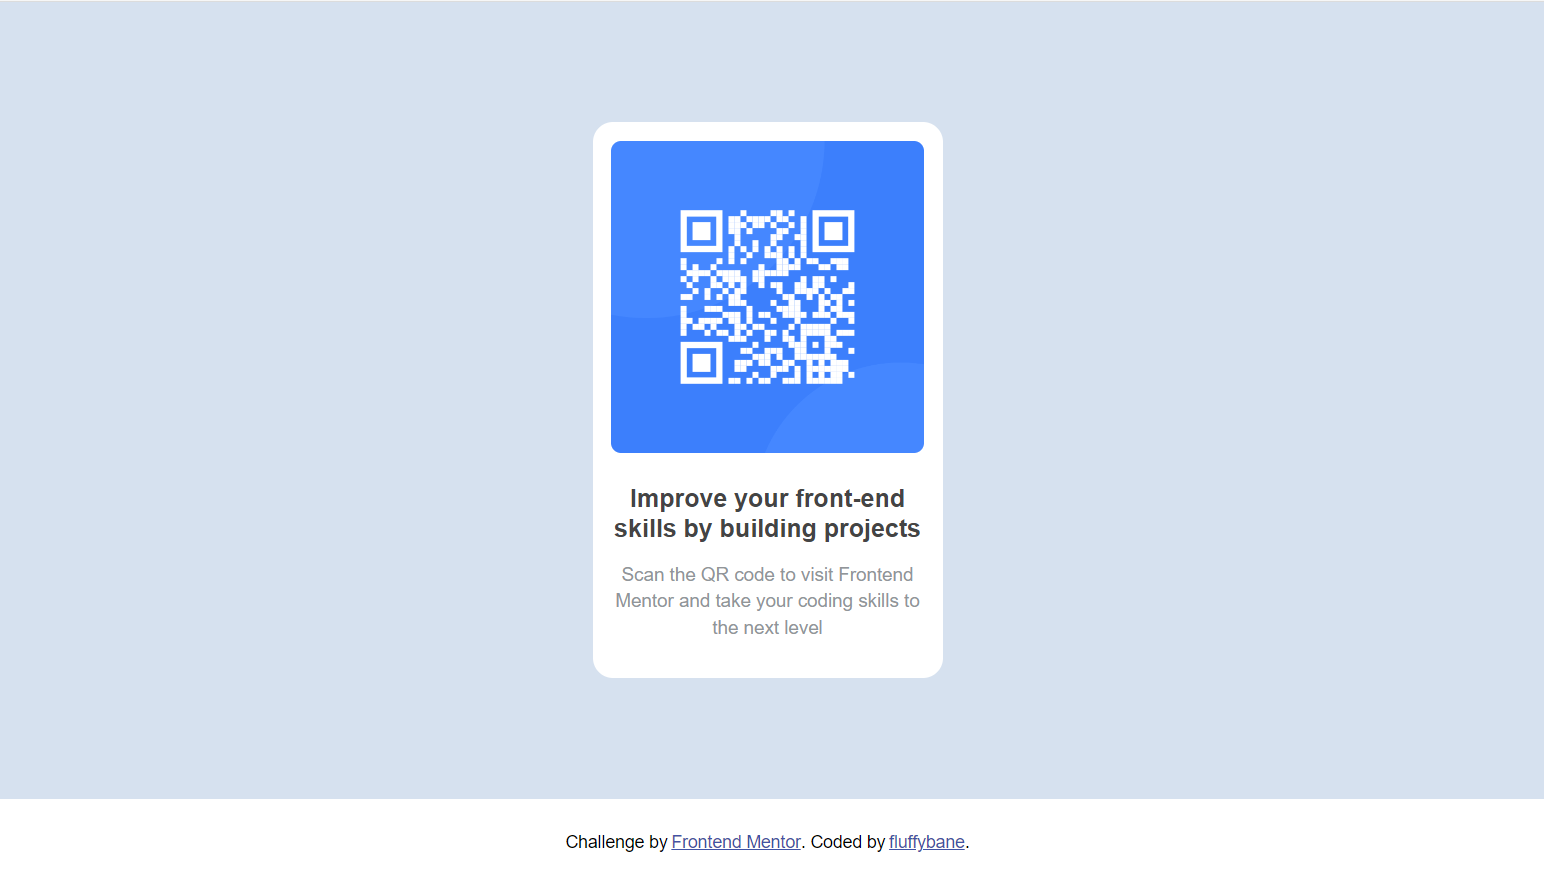 Improve your front-end
skills by building projects
Scan the QR code to visit Frontend
Mentor and take your coding skills to
the next level
Challenge by Frontend Mentor. Coded by fluffybane.